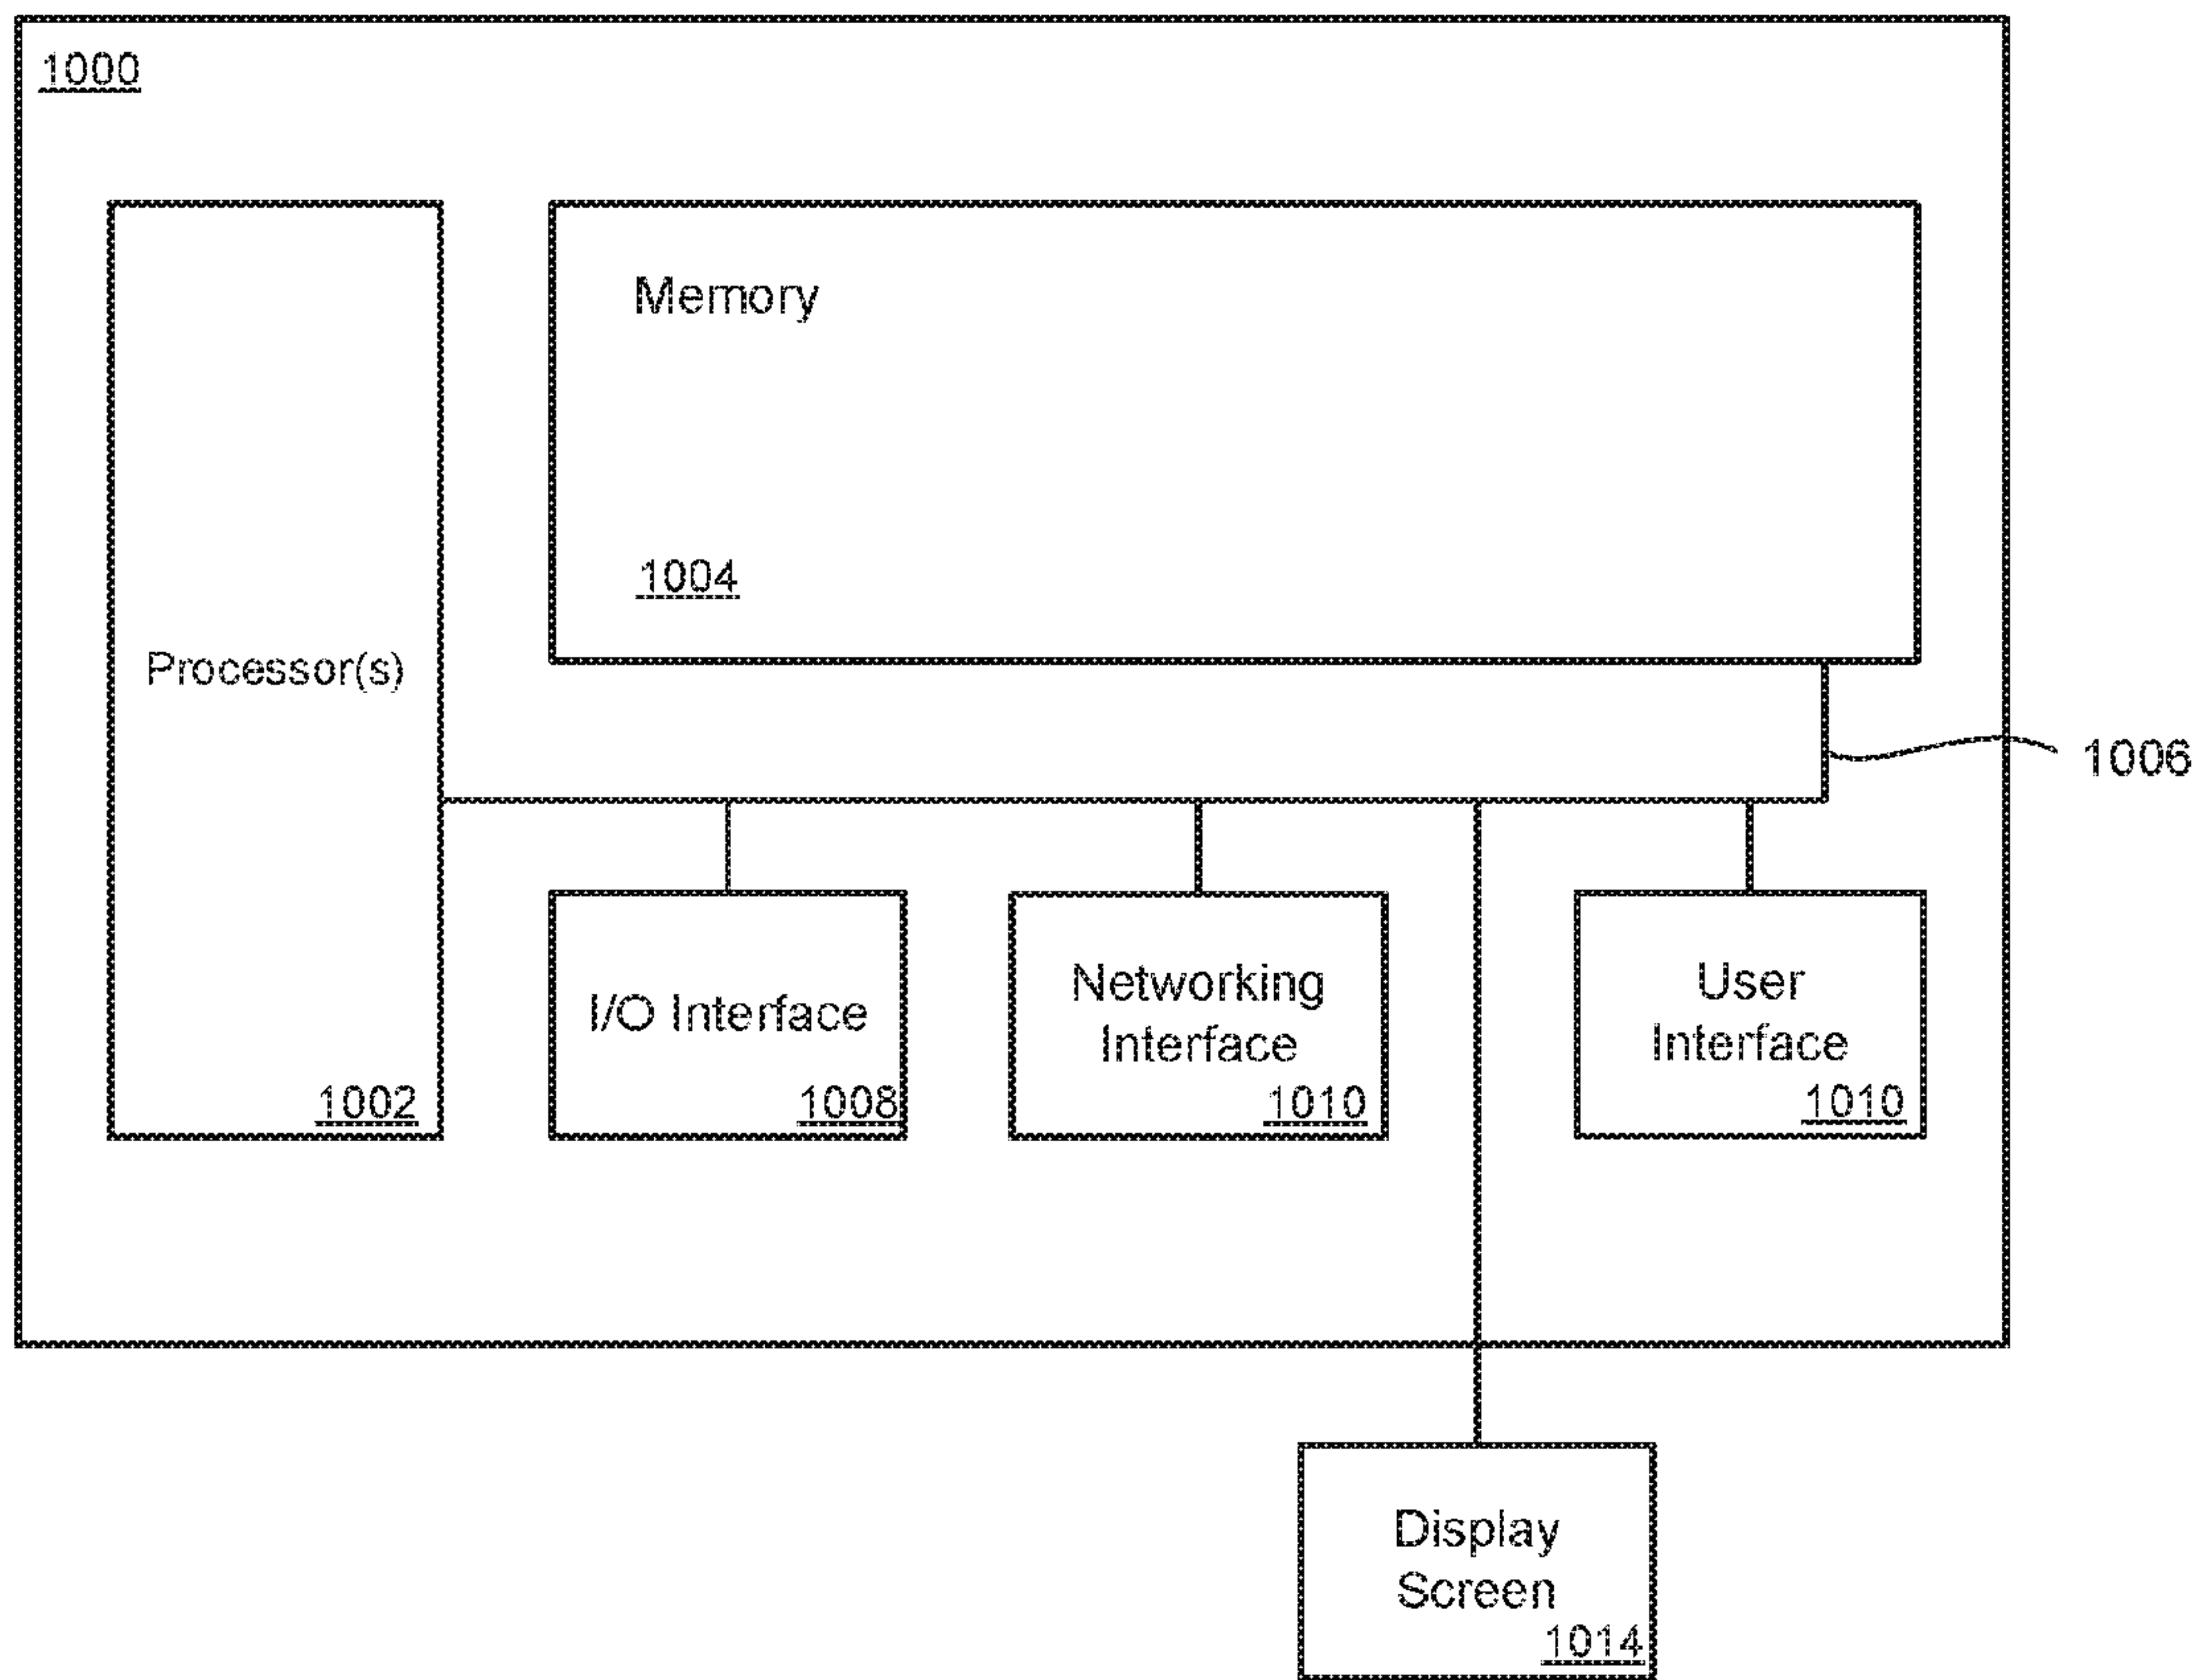 1000
Memory
1004
Processor(s)
1002
1006
I/O Interface
1008
Networking
Interface
1010
User
Interface
1010
Display
Screen
1014